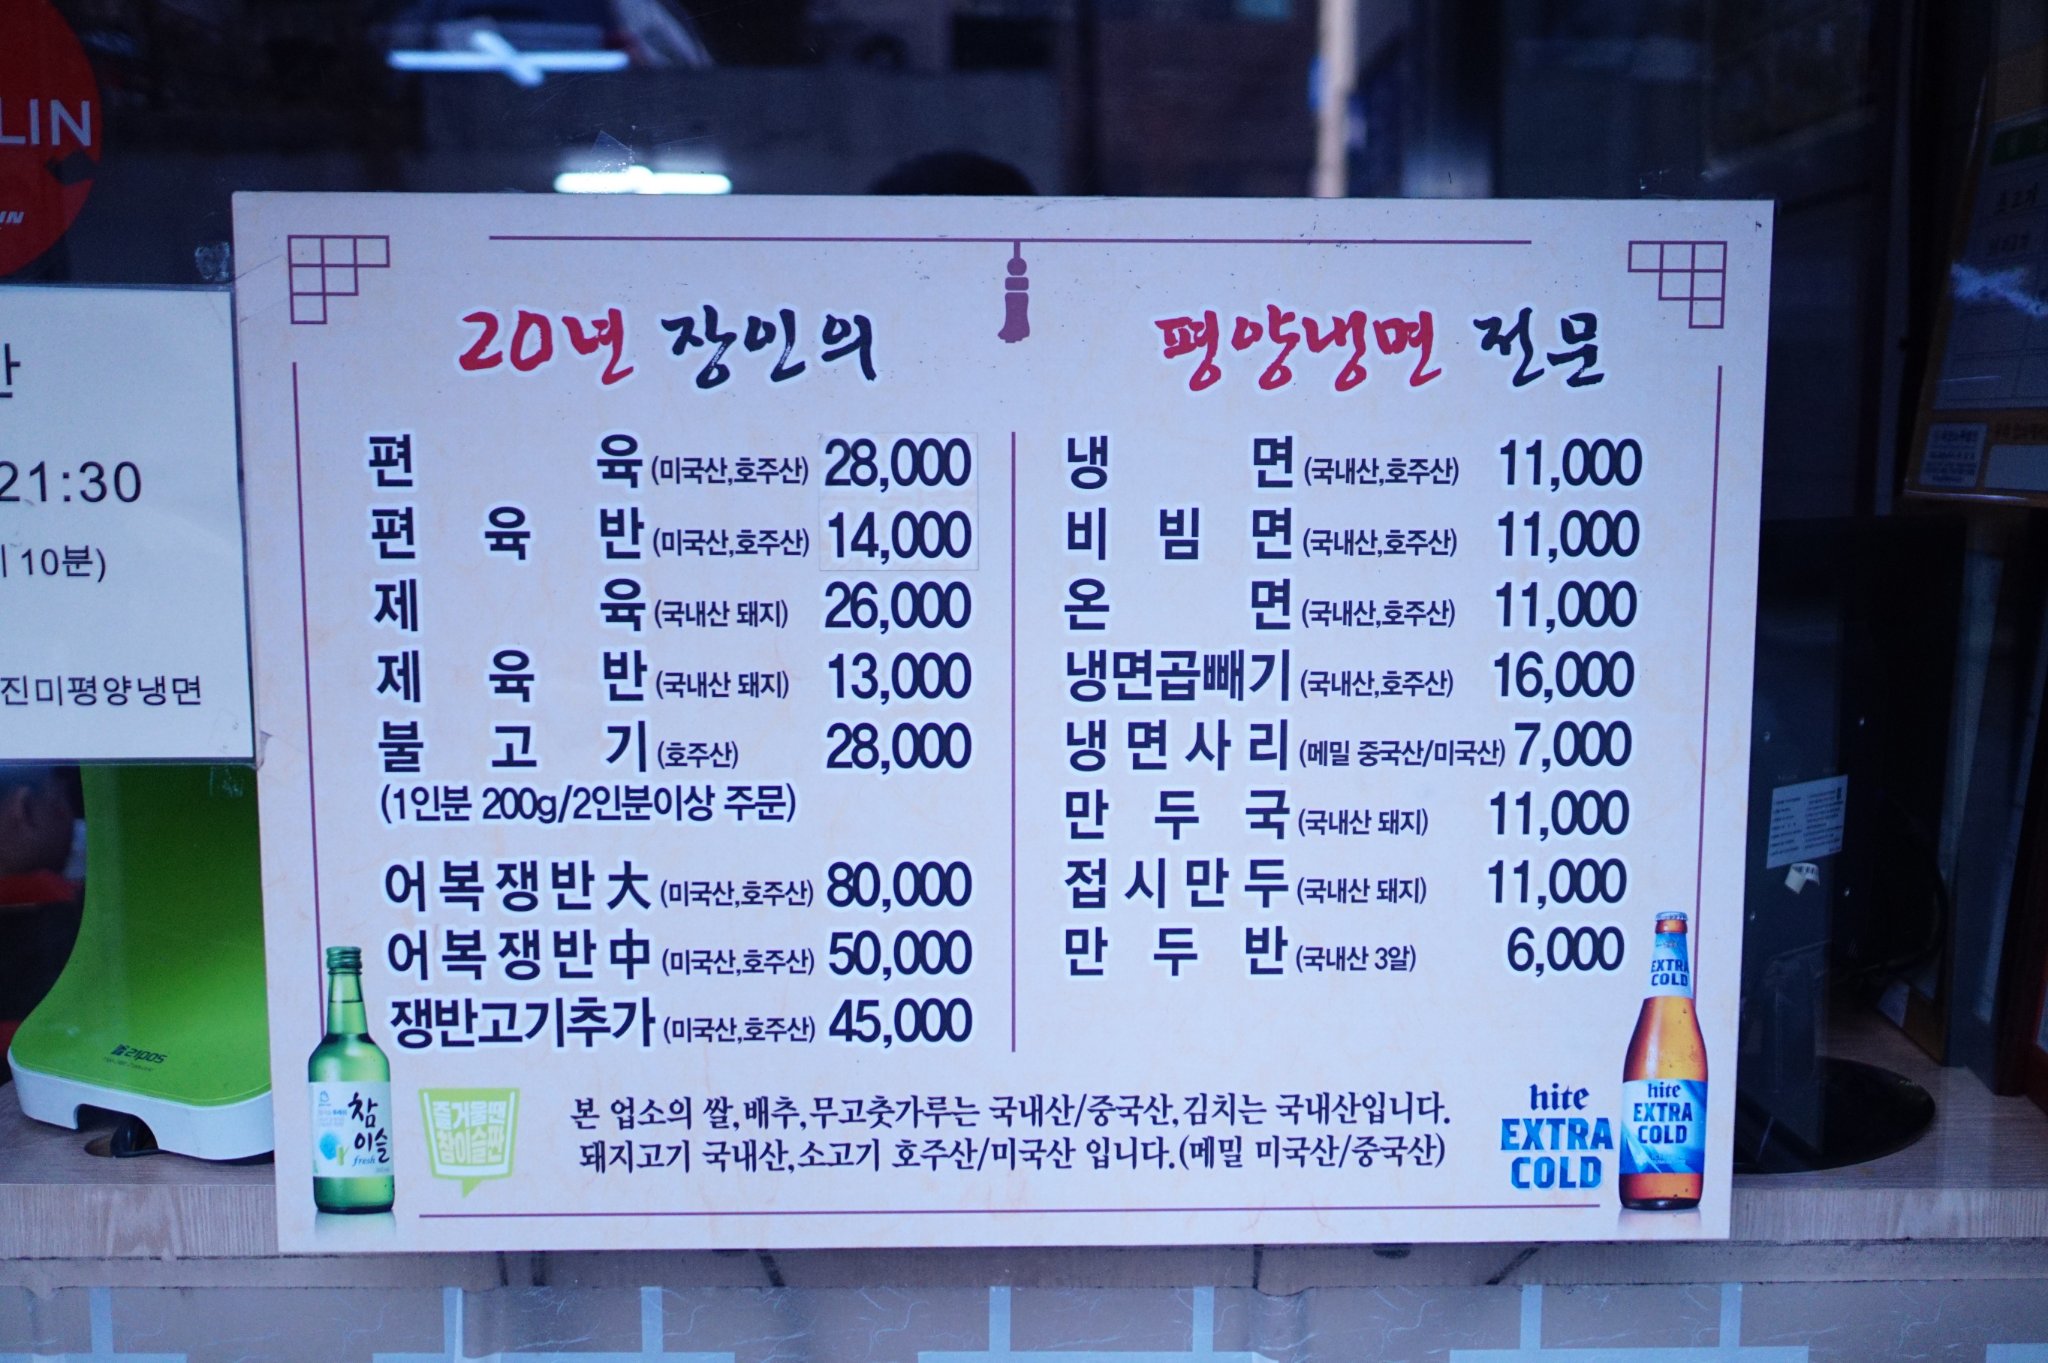 LIN
21:30
10분)
진미평양냉면
20년 장인의
편육 (미국산,호주산) 28,000
편육반 (미국산,호주산) 14,000
제육 (국내산 돼지) 26,000
제육반 (국내산 돼지) 13,000
불고기 (호주산) 28,000
(1인분 200g/2인분이상 주문)
어복쟁반大 (미국산,호주산) 80,000
어복쟁반中 (미국산,호주산) 50,000
쟁반고기추가 (미국산,호주산) 45,000
평양냉면 전문
냉면 (국내산,호주산) 11,000
비빔면 (국내산,호주산) 11,000
온면 (국내산,호주산) 11,000
냉면곱빼기 (국내산,호주산) 16,000
냉면사리 (메밀 중국산/미국산) 7,000
만두국 (국내산 돼지) 11,000
접시만두 (국내산 돼지) 11,000
만두반 (국내산 3알) 6,000
본 업소의 쌀,배추,무고춧가루는 국내산/중국산,김치는 국내산입니다.
돼지고기 국내산,소고기 호주산/미국산 입니다.(메밀 미국산/중국산)
참
이슬
fresh
즐거울땐
참이슬판
hite
EXTRA
COLD
EXTRA
COLD
hite
EXTRA
COLD